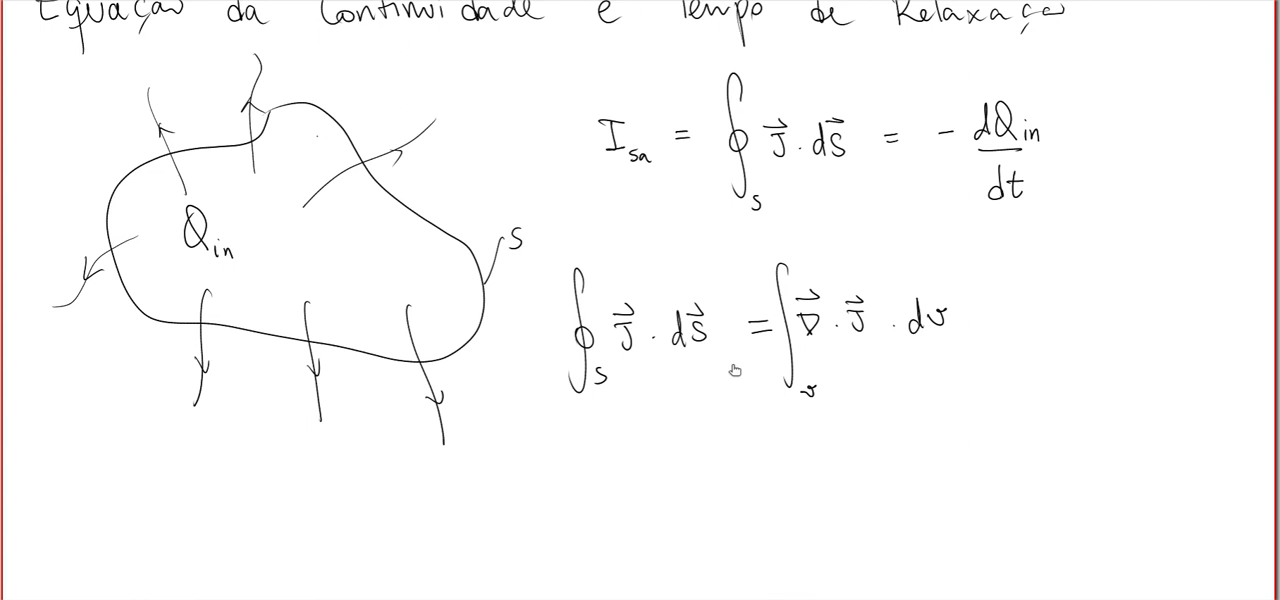 Equação da Continuidade e Tempo de Relaxação
I_sa = ∮_S J⃗ . dS⃗ = - dQ_in / dt
Q_in
S
∮_S J⃗ . dS⃗ = ∫_v ∇⃗ . J⃗ . dv